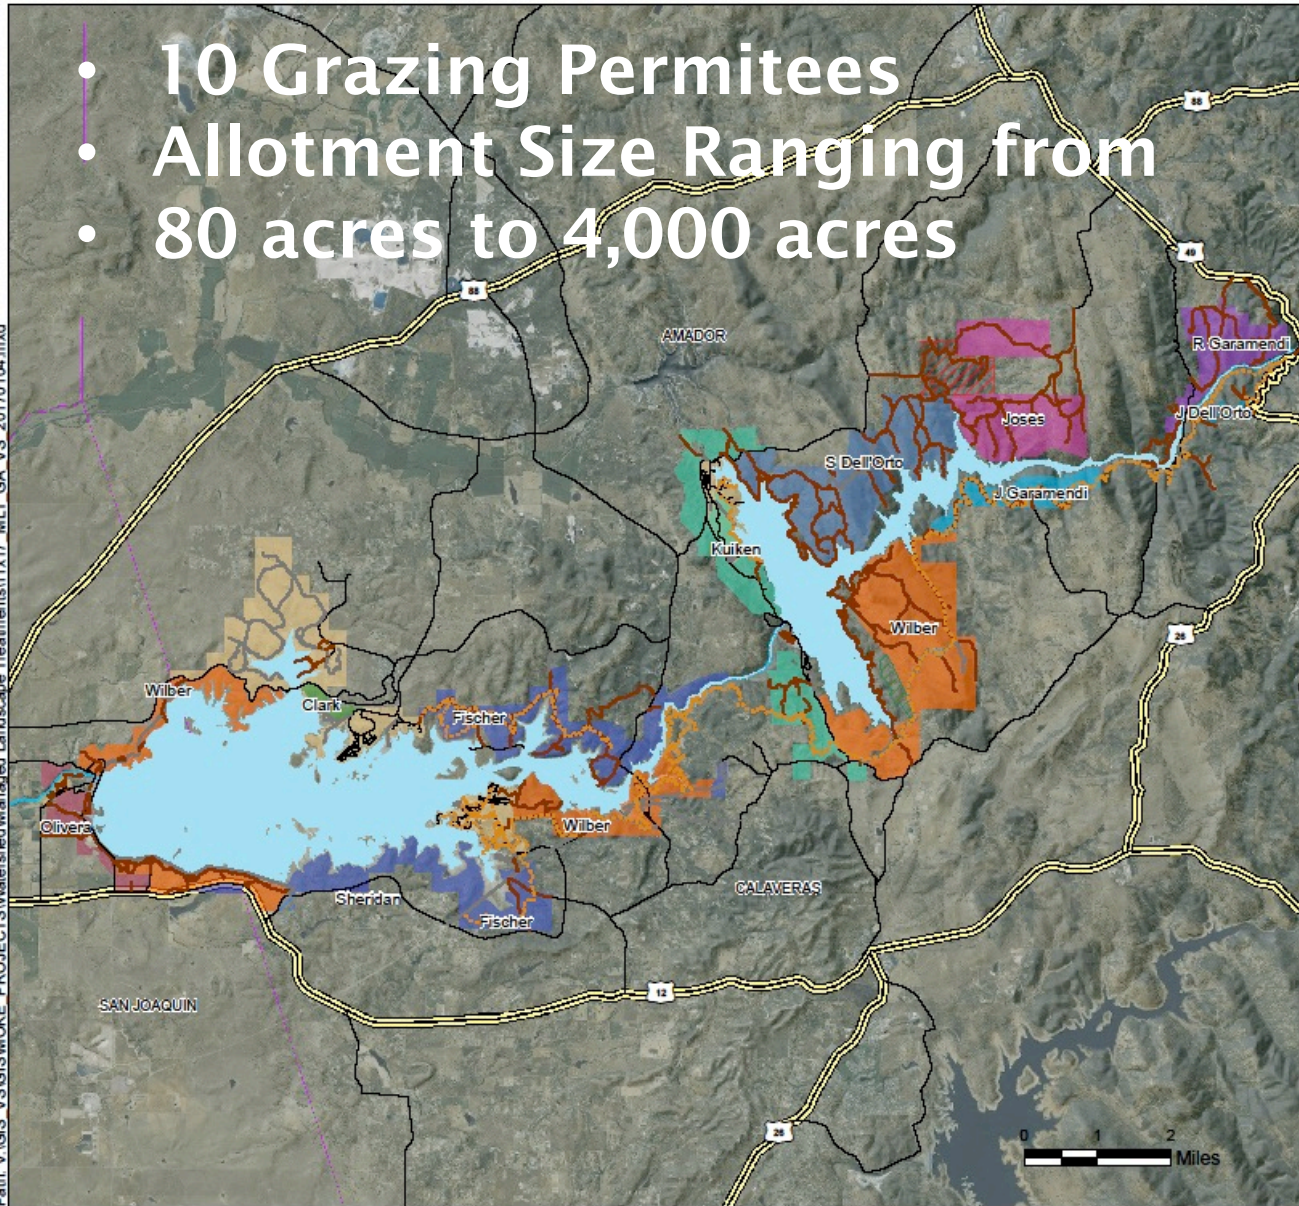 • 10 Grazing Permitees
• Allotment Size Ranging from
• 80 acres to 4,000 acres
88
49
88
AMADOR
R Garamendi
J Dell'Orto
Joses
S Dell'Orto
J Garamendi
Kuiken
Wilber
26
Wilber
Clark
Fischer
Olivera
Wilber
CALAVERAS
Sheridan
Fischer
12
SAN JOAQUIN
26
0 1 2
Miles